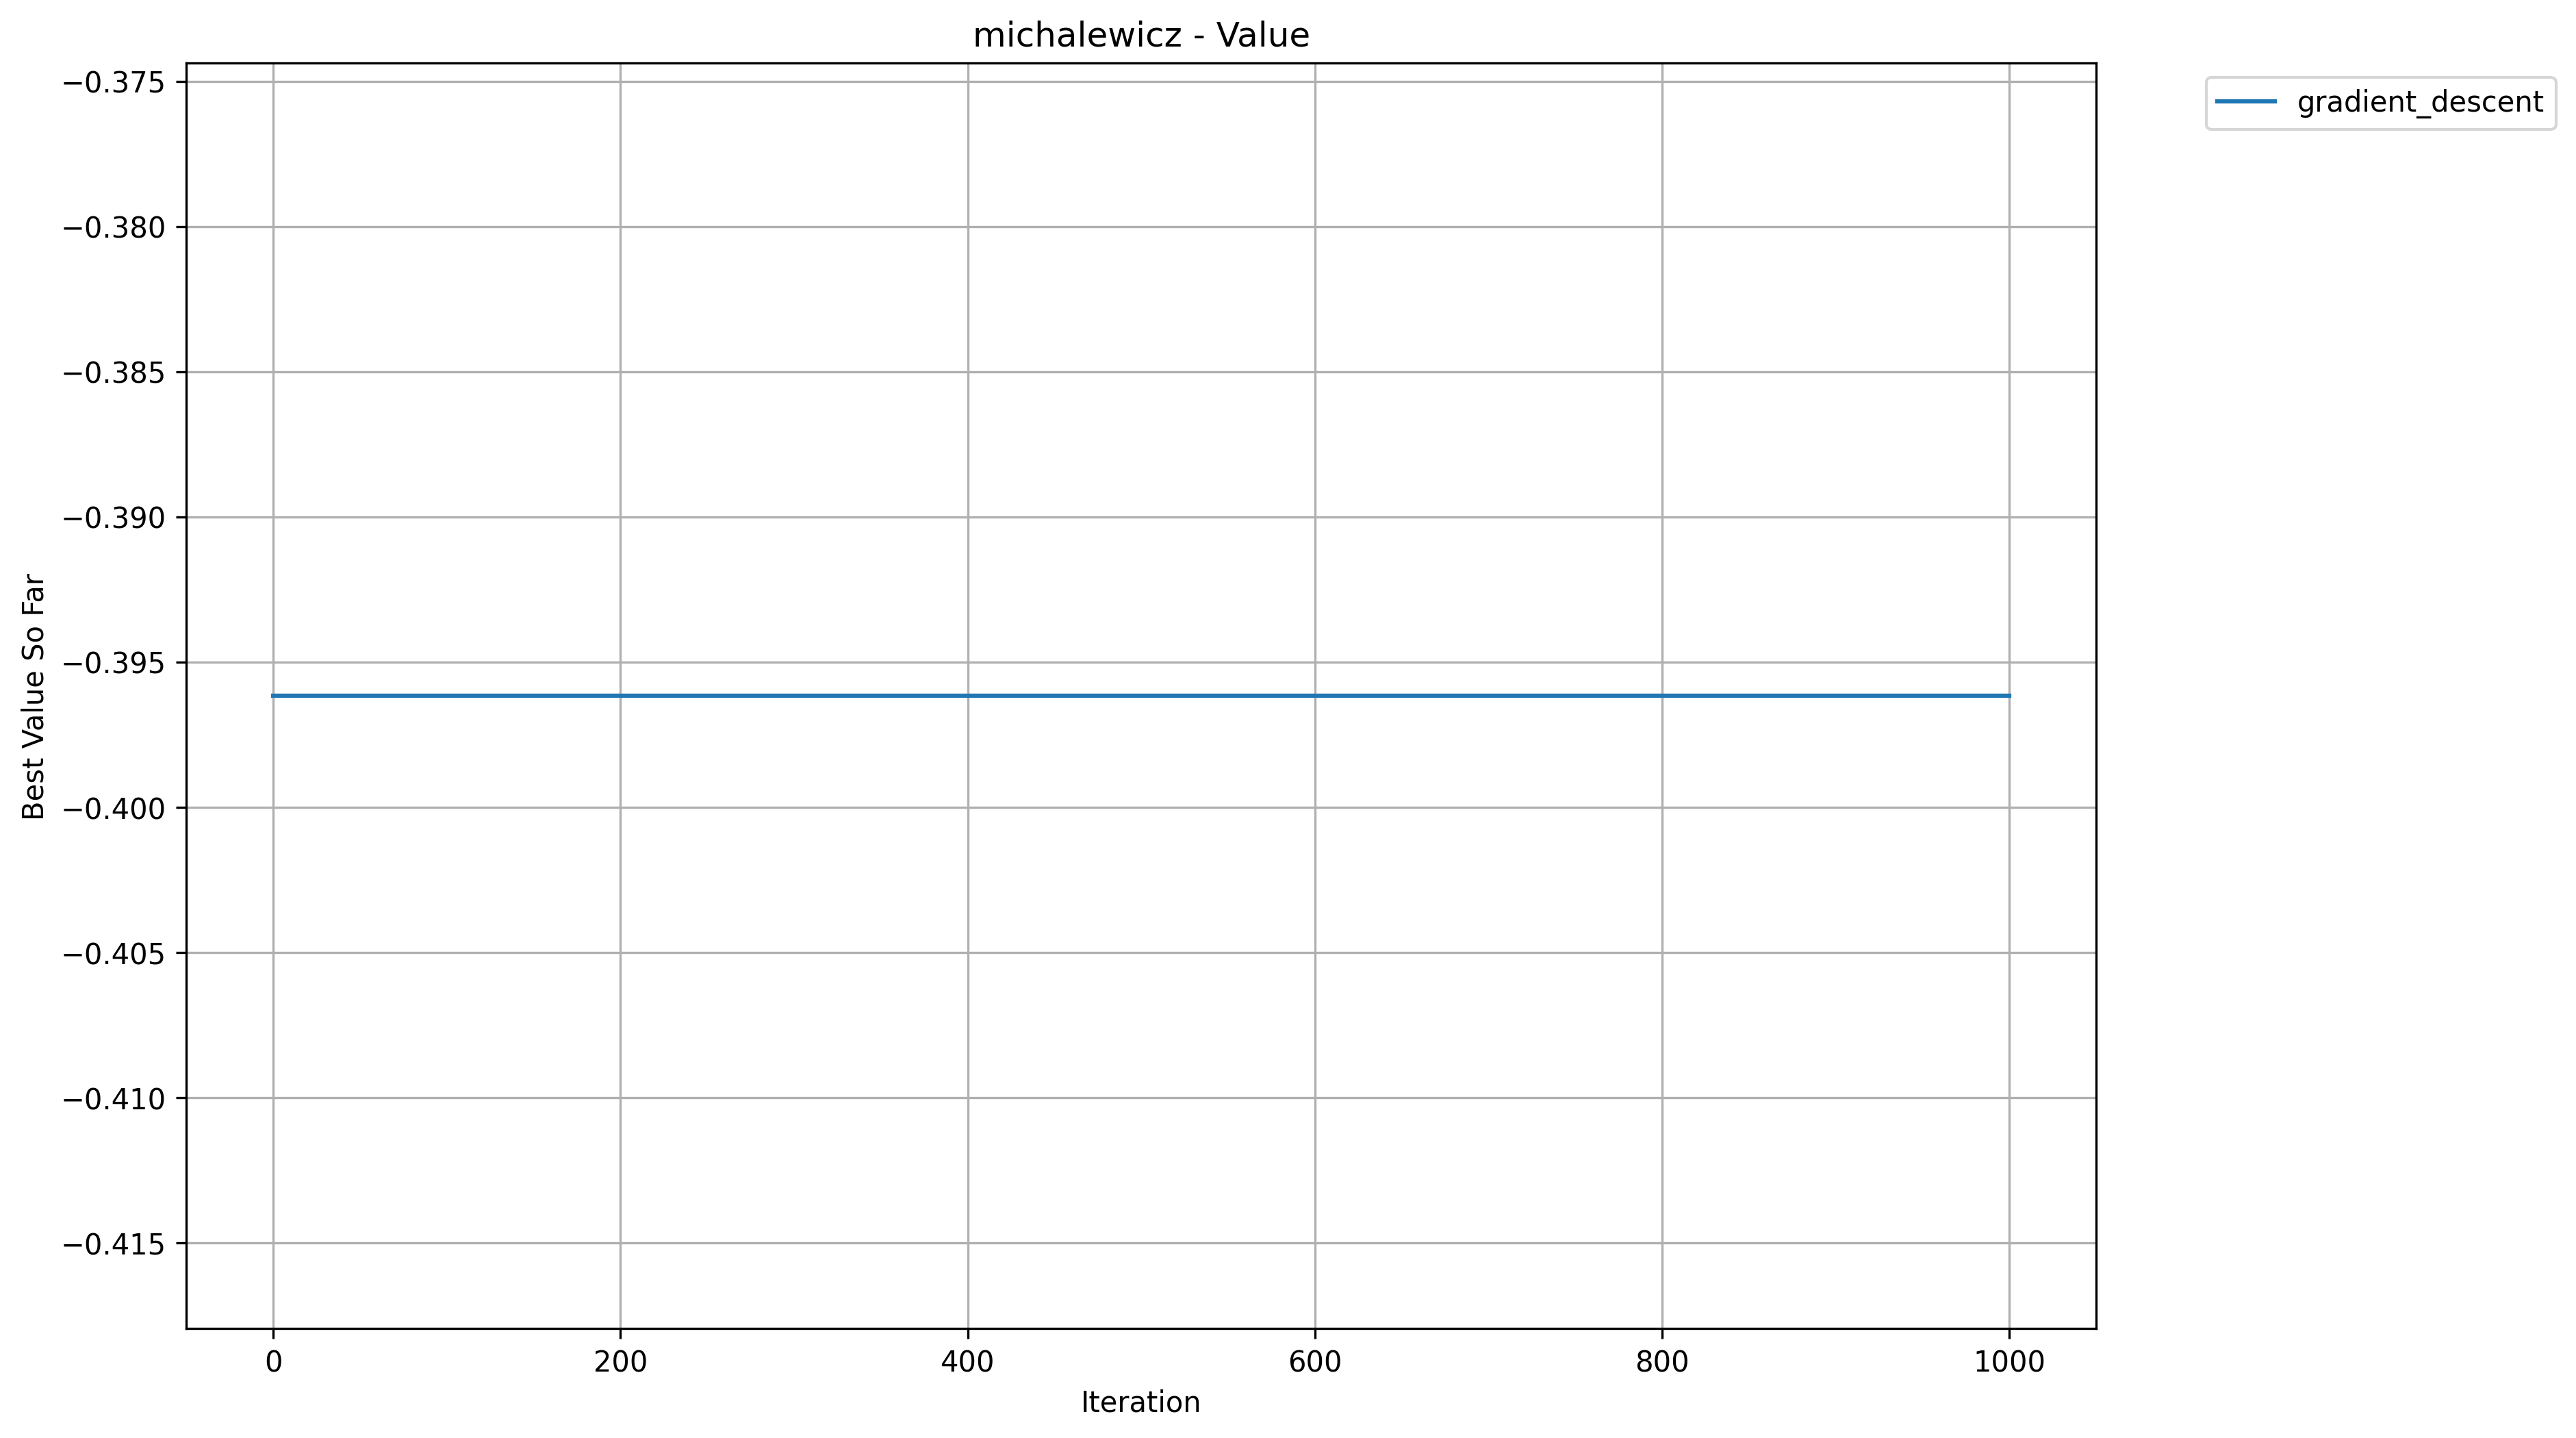 michalewicz - Value
gradient_descent
Best Value So Far
−0.375
−0.380
−0.385
−0.390
−0.395
−0.400
−0.405
−0.410
−0.415
0 200 400 600 800 1000
Iteration